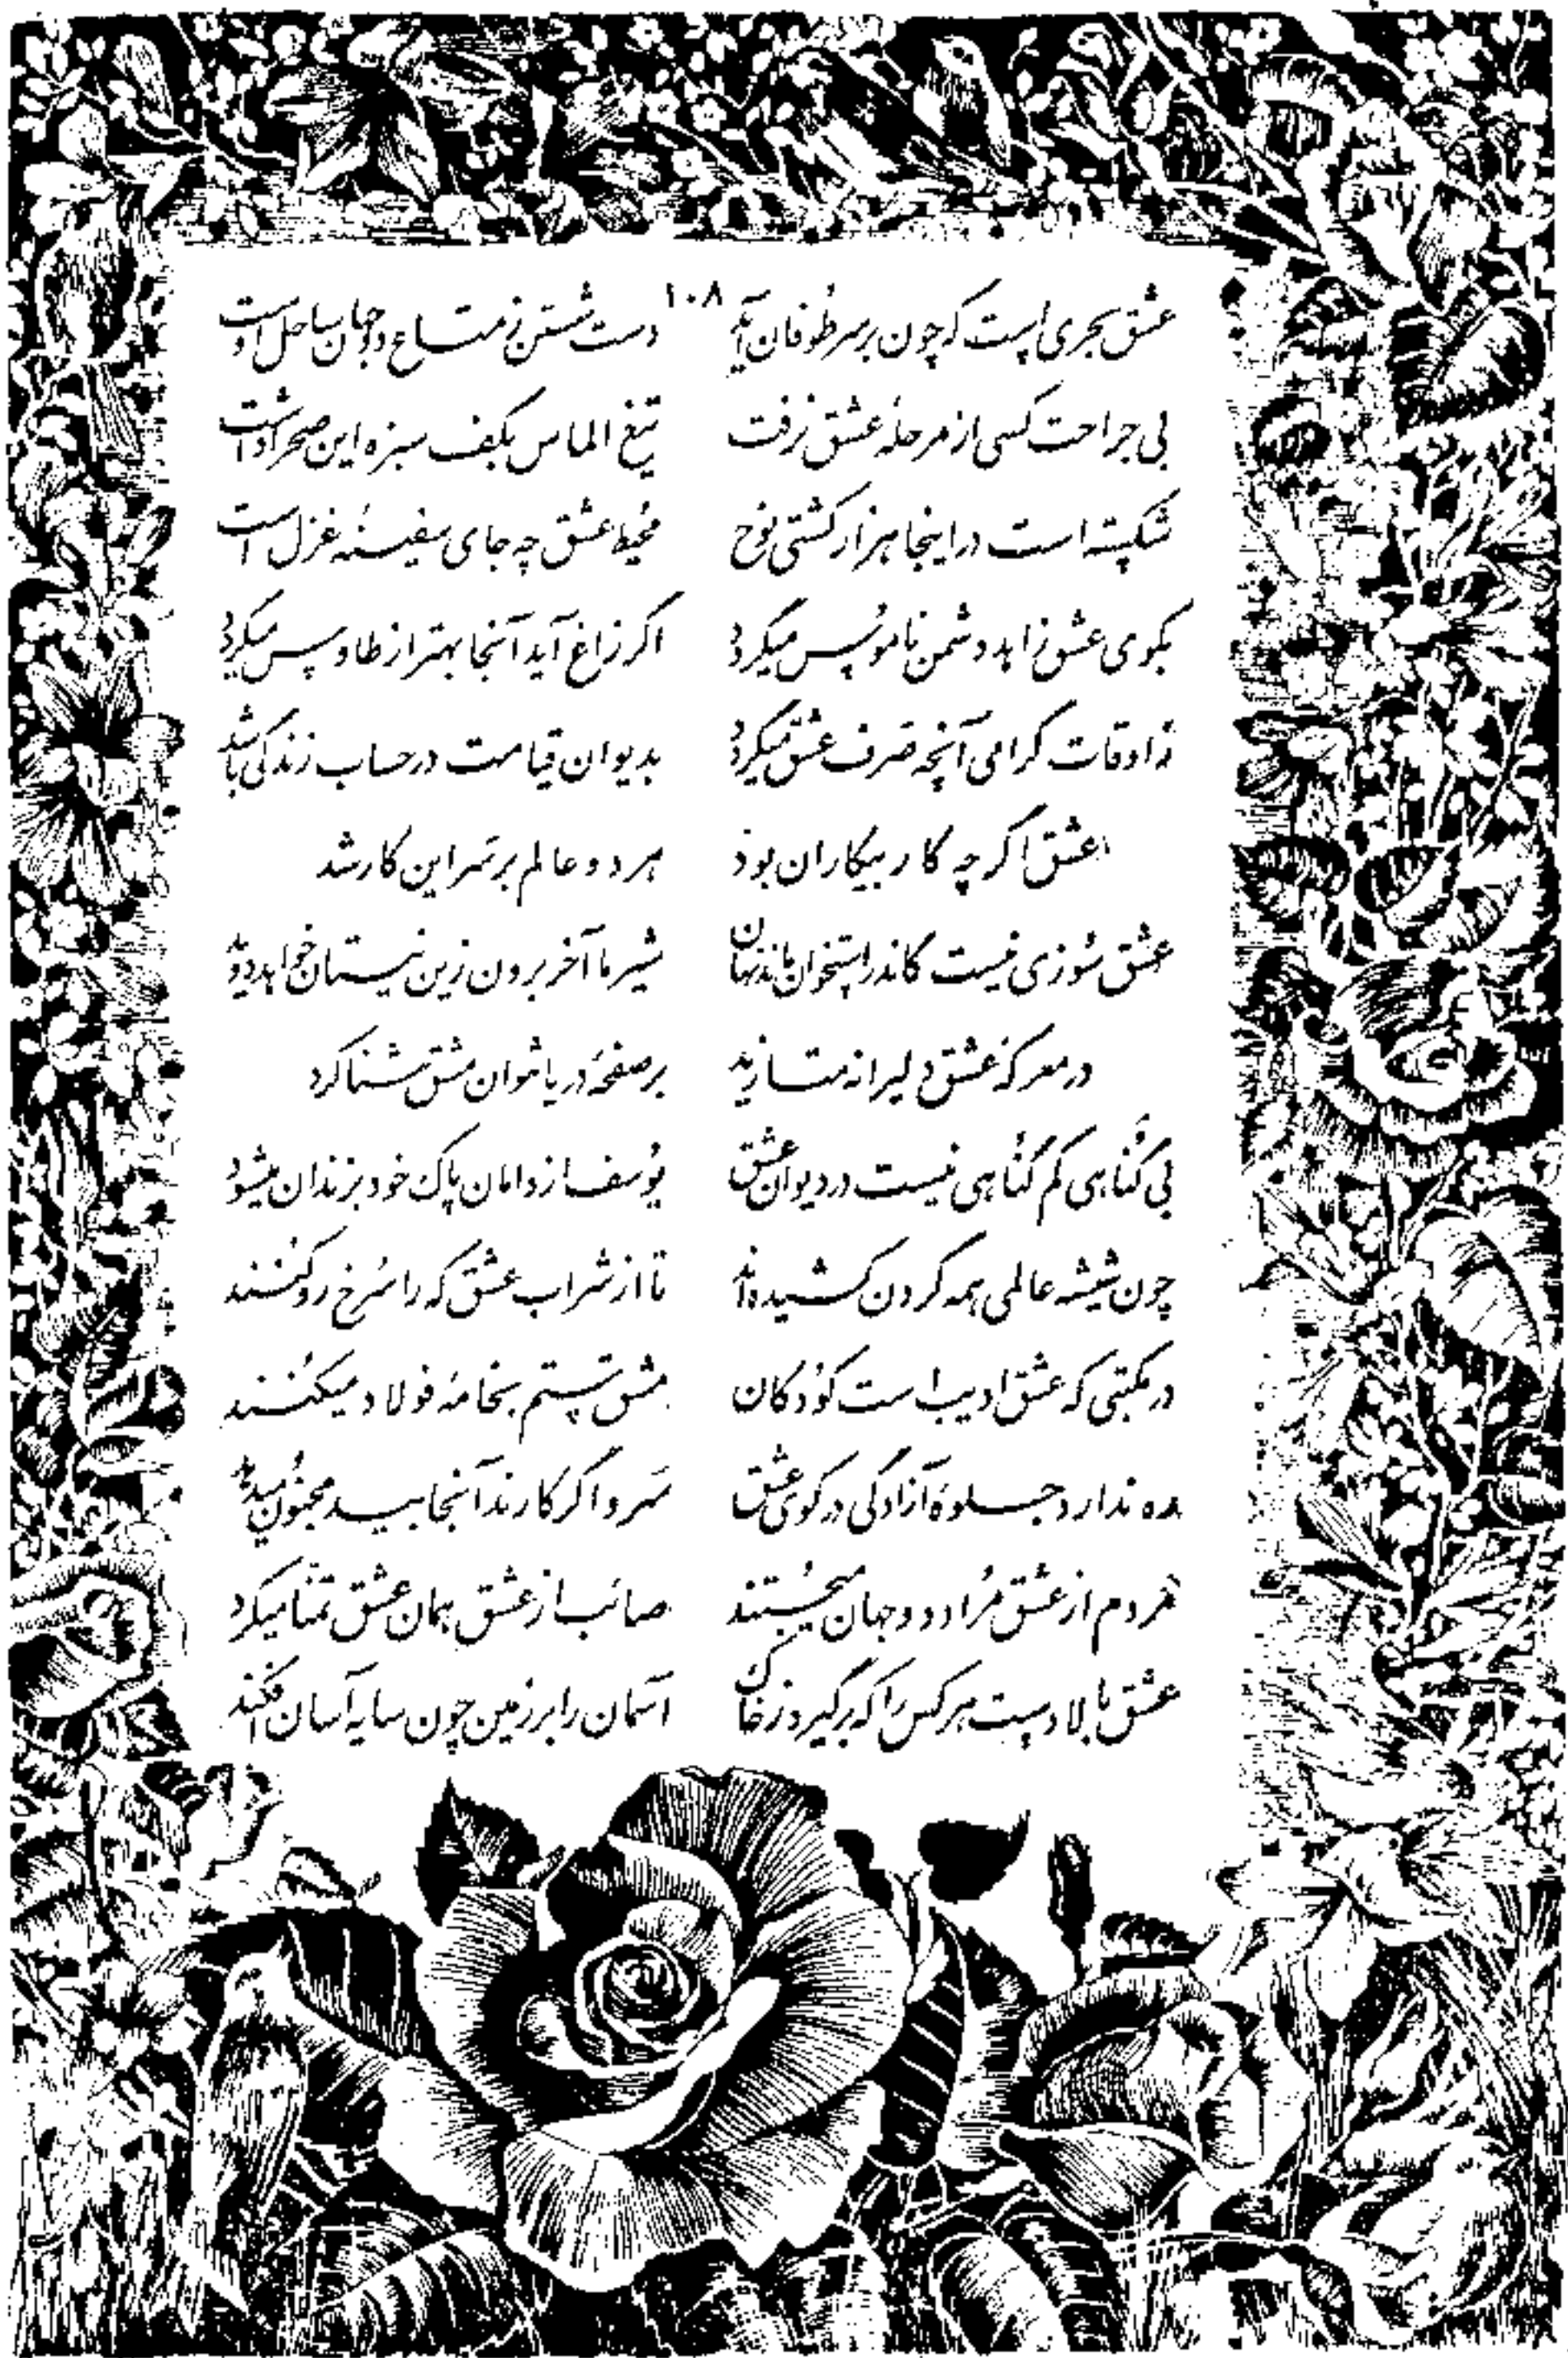 ۱۰۸
عشق بحری است که چون بر سر طوفان آید    دست شستن ز متاع دو جهان ساحل اوست
بی جراحت کسی از مرحلهٔ عشق نرفت    تیغ الماس بکف سبزه این صحرا داشت
شکسته است در اینجا هزار کشتی نوح    محیط عشق چه جای سفینهٔ غزل است
بکوی عشق زاهد دشمن ناموس میگردد    اگر زاغ آید آنجا بهتر از طاوس میگردد
ز اوقات گرامی آنچه صرف عشق میگردد    بدیوان قیامت در حساب زندگی باشد
عشق اگر چه کار بیکاران بود    هر دو عالم بر سر این کار شد
عشق سوزی نیست کاندر استخوان ماند نهان    شیر ما آخر برون زین نیستان خواهد دوید
در معرکهٔ عشق دلیرانه متازید    بر صفحهٔ دریا نتوان مشق شنا کرد
بی گناهی کم گناهی نیست در دیوان عشق    یوسف از دامان پاک خود بزندان میشود
چون شیشه عالمی همه گردن کشیده‌اند    تا از شراب عشق که را سرخ رو کنند
در مکتبی که عشق ادیب است کودکان    مشق ستم بخامهٔ فولاد میکنند
ره ندارد جلوهٔ آزادگی در کوی عشق    سرو اگر کارند آنجا بید مجنون میدمد
مردم از عشق مراد دو جهان میجستند    صائب از عشق همان عشق تمنا میکرد
عشق بالا دست هر کس را که برگیرد ز خاک    آسمان را بر زمین چون سایه آسان افکند